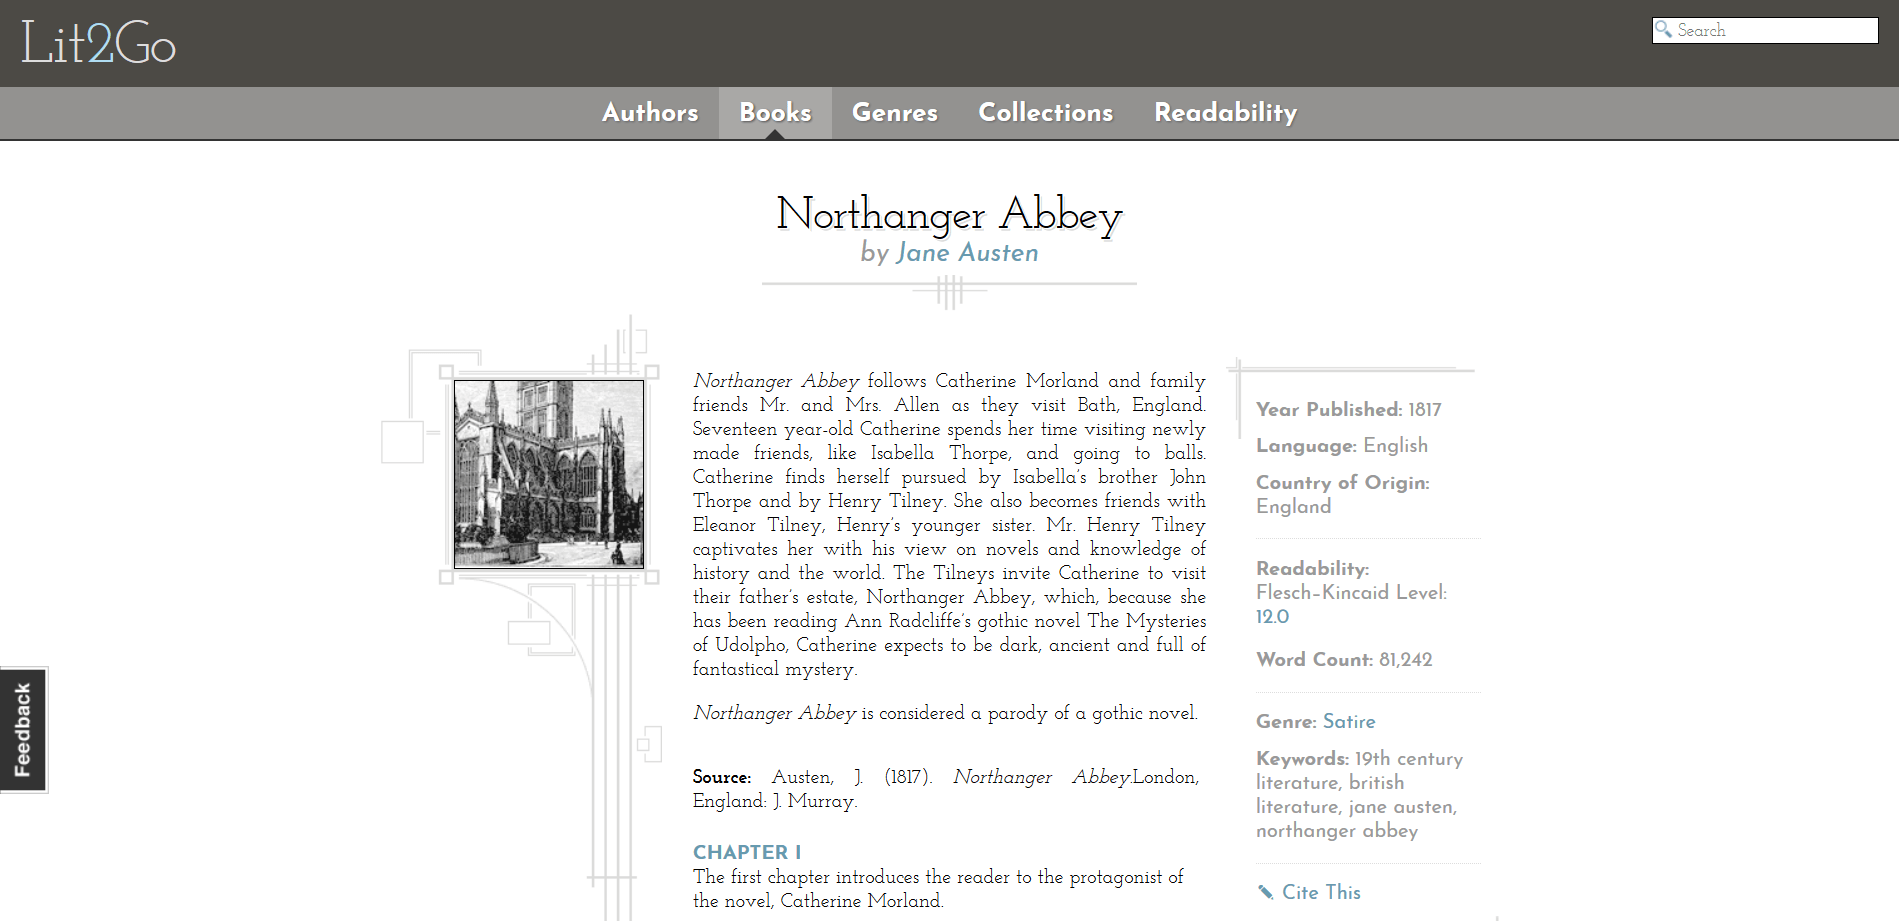 Lit2Go
Search
Authors Books Genres Collections Readability
Northanger Abbey
by Jane Austen
Northanger Abbey follows Catherine Morland and family
friends Mr. and Mrs. Allen as they visit Bath, England.
Seventeen year-old Catherine spends her time visiting newly
made friends, like Isabella Thorpe, and going to balls.
Catherine finds herself pursued by Isabella's brother John
Thorpe and by Henry Tilney. She also becomes friends with
Eleanor Tilney, Henry's younger sister. Mr. Henry Tilney
captivates her with his view on novels and knowledge of
history and the world. The Tilneys invite Catherine to visit
their father's estate, Northanger Abbey, which, because she
has been reading Ann Radcliffe's gothic novel The Mysteries
of Udolpho, Catherine expects to be dark, ancient and full of
fantastical mystery.
Northanger Abbey is considered a parody of a gothic novel.
Source: Austen, J. (1817). Northanger Abbey.London,
England: J. Murray.
CHAPTER I
The first chapter introduces the reader to the protagonist of
the novel, Catherine Morland.
Year Published: 1817
Language: English
Country of Origin:
England
Readability:
Flesch–Kincaid Level:
12.0
Word Count: 81,242
Genre: Satire
Keywords: 19th century
literature, british
literature, jane austen,
northanger abbey
Cite This
Feedback